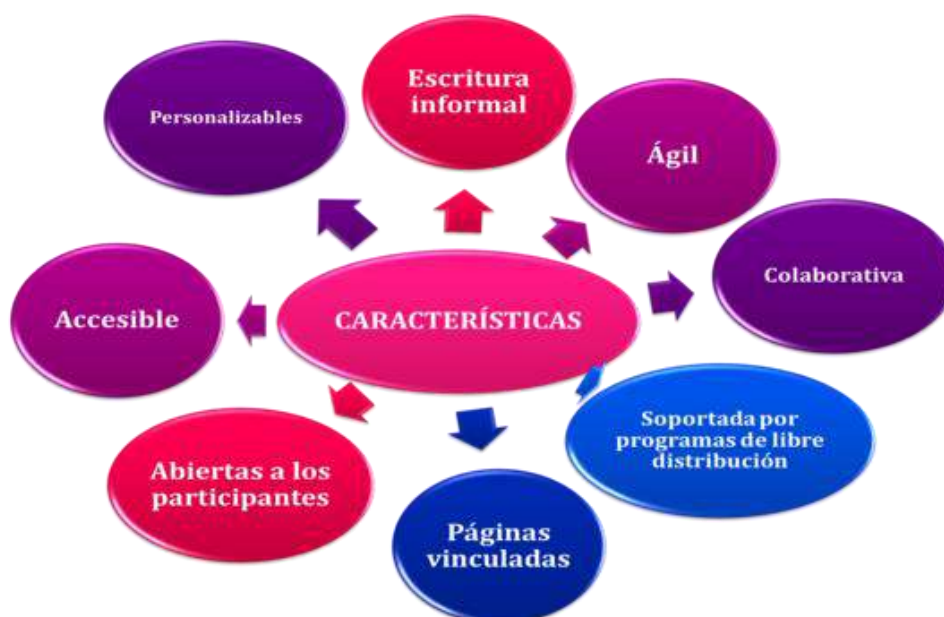 Escritura
informal
Personalizables
Ágil
Colaborativa
Accesible
CARACTERÍSTICAS
Soportada por
programas de libre
distribución
Abiertas a los
participantes
Páginas
vinculadas